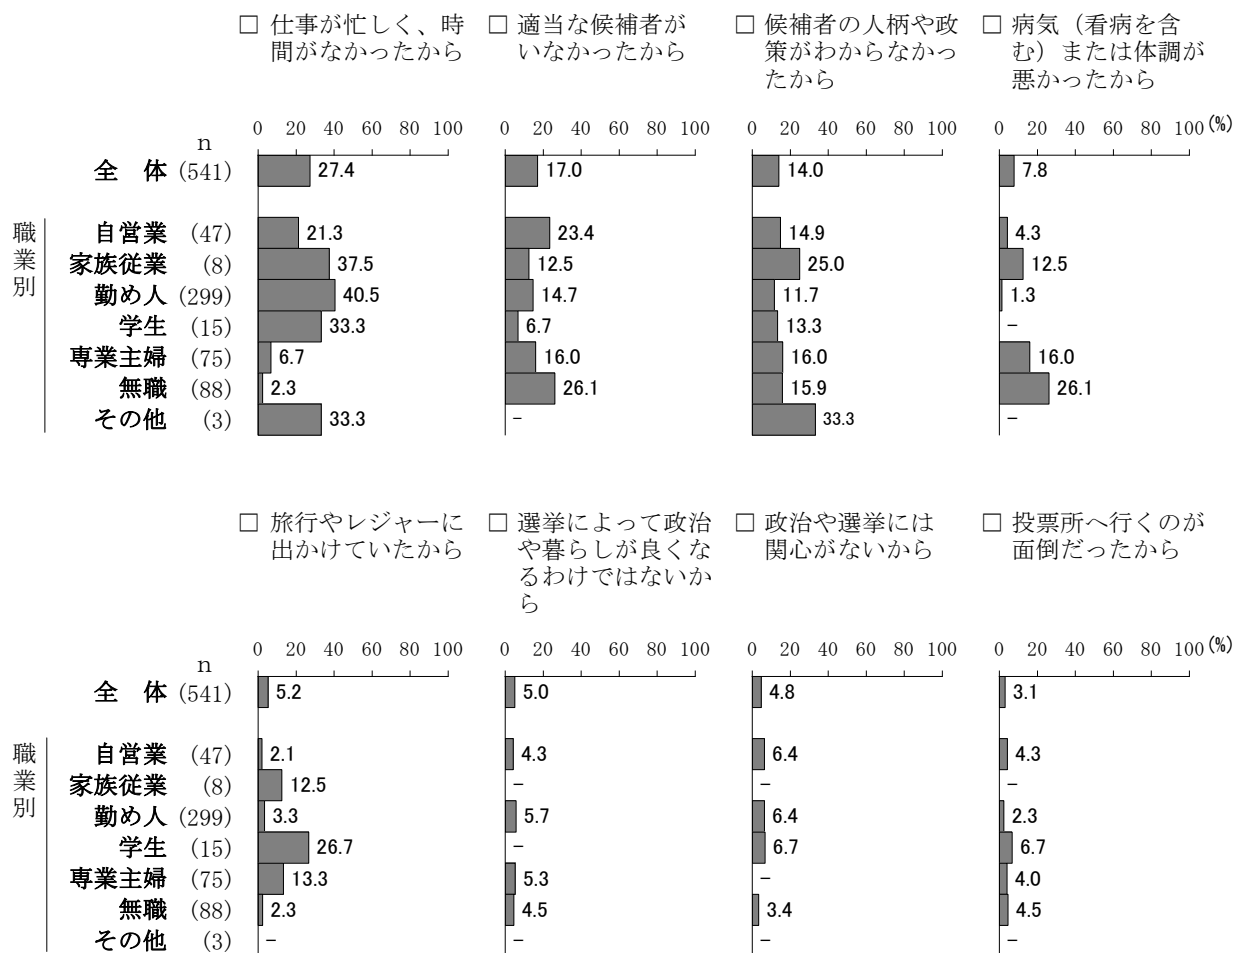 □ 仕事が忙しく、時
間がなかったから
□ 適当な候補者が
いなかったから
□ 候補者の人柄や政
策がわからなかっ
たから
□ 病気（看病を含
む）または体調が
悪かったから
0 20 40 60 80 100
0 20 40 60 80 100
0 20 40 60 80 100
0 20 40 60 80 100 (%)
n
全　体 (541) 27.4 17.0 14.0 7.8
職業別
自営業 (47) 21.3 23.4 14.9 4.3
家族従業 (8) 37.5 12.5 25.0 12.5
勤め人 (299) 40.5 14.7 11.7 1.3
学生 (15) 33.3 6.7 13.3 -
専業主婦 (75) 6.7 16.0 16.0 16.0
無職 (88) 2.3 26.1 15.9 26.1
その他 (3) 33.3 - 33.3 -
□ 旅行やレジャーに
出かけていたから
□ 選挙によって政治
や暮らしが良くな
るわけではないか
ら
□ 政治や選挙には
関心がないから
□ 投票所へ行くのが
面倒だったから
0 20 40 60 80 100
0 20 40 60 80 100
0 20 40 60 80 100
0 20 40 60 80 100 (%)
n
全　体 (541) 5.2 5.0 4.8 3.1
職業別
自営業 (47) 2.1 4.3 6.4 4.3
家族従業 (8) 12.5 - - -
勤め人 (299) 3.3 5.7 6.4 2.3
学生 (15) 26.7 - 6.7 6.7
専業主婦 (75) 13.3 5.3 - 4.0
無職 (88) 2.3 4.5 3.4 4.5
その他 (3) - - - -